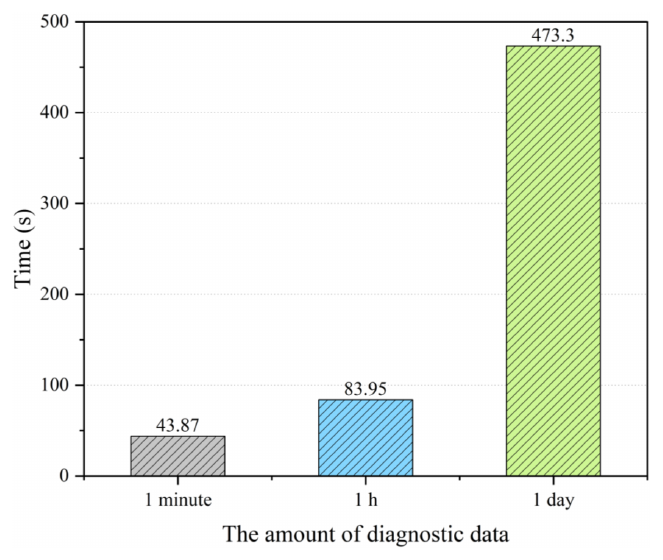 Time (s)
500
400
300
200
100
0
473.3
83.95
43.87
1 minute
1 h
1 day
The amount of diagnostic data